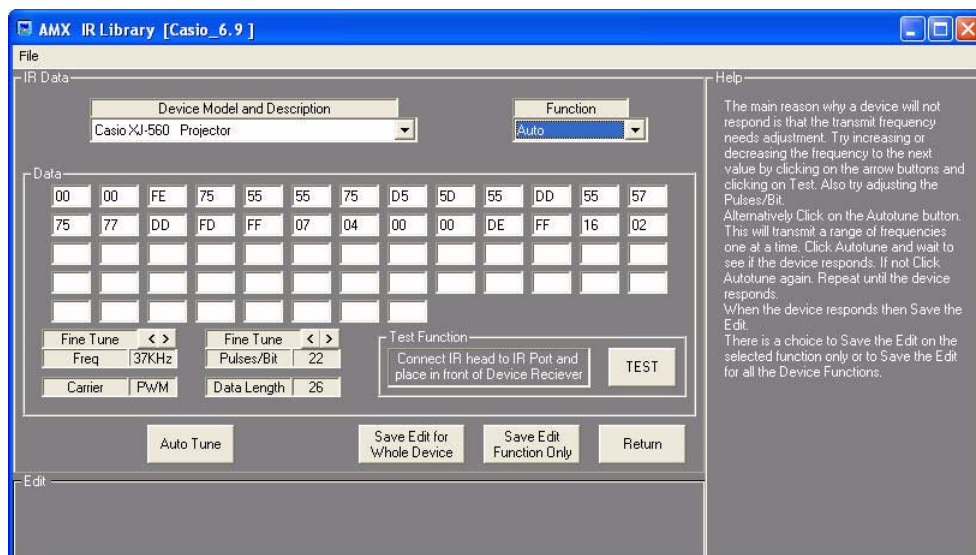 AMX IR Library [Casio_6.9 ]
File
IR Data
Device Model and Description
Casio XJ-560 Projector
Function
Auto
Data
00 00 FE 75 55 55 75 D5 5D 55 DD 55 57
75 77 DD FD FF 07 04 00 00 DE FF 16 02
Fine Tune < >
Freq 37KHz
Carrier PWM
Fine Tune < >
Pulses/Bit 22
Data Length 26
Test Function
Connect IR head to IR Port and
place in front of Device Reciever
TEST
Auto Tune
Save Edit for
Whole Device
Save Edit
Function Only
Return
Edit
Help
The main reason why a device will not
respond is that the transmit frequency
needs adjustment. Try increasing or
decreasing the frequency to the next
value by clicking on the arrow buttons and
clicking on Test. Also try adjusting the
Pulses/Bit.
Alternatively Click on the Autotune button.
This will transmit a range of frequencies
one at a time. Click Autotune and wait to
see if the device responds. If not Click
Autotune again. Repeat until the device
responds.
When the device responds then Save the
Edit.
There is a choice to Save the Edit on the
selected function only or to Save the Edit
for all the Device Functions.